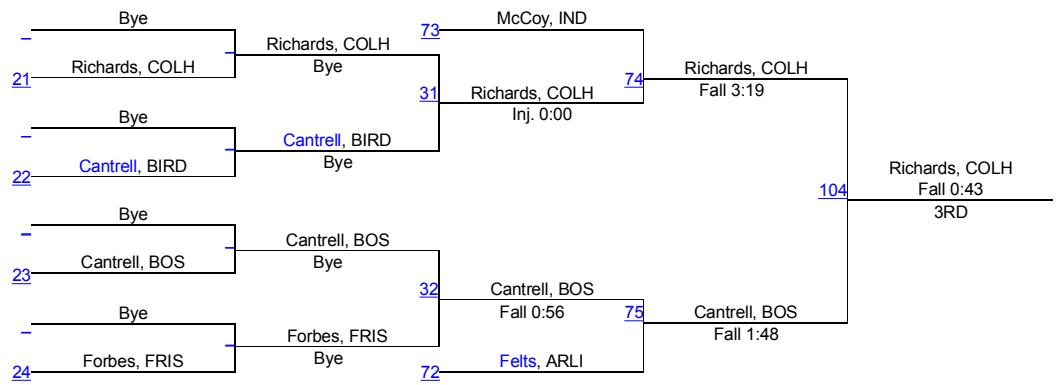 Bye
_
Richards, COLH
21
_
Richards, COLH
Bye
Bye
_
Cantrell, BIRD
22
_
Cantrell, BIRD
Bye
31
Richards, COLH
Inj. 0:00
McCoy, IND
73
74
Richards, COLH
Fall 3:19
Bye
_
Cantrell, BOS
23
_
Cantrell, BOS
Bye
Bye
_
Forbes, FRIS
24
_
Forbes, FRIS
Bye
32
Cantrell, BOS
Fall 0:56
Felts, ARLI
72
75
Cantrell, BOS
Fall 1:48
104
Richards, COLH
Fall 0:43
3RD